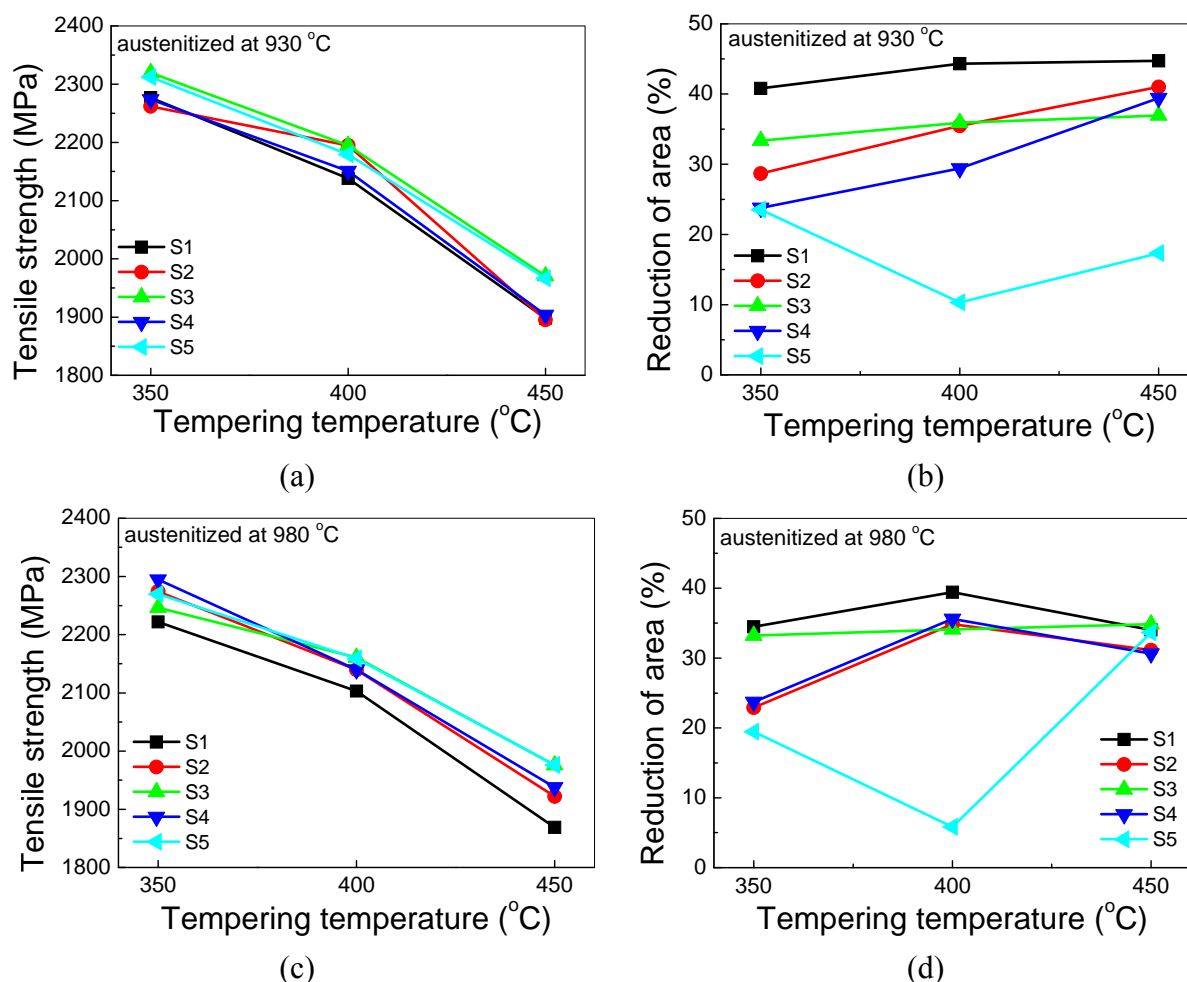 2400
2300
2200
2100
2000
1900
1800
Tensile strength (MPa)
austenitized at 930 °C
S1
S2
S3
S4
S5
350 400 450
Tempering temperature (°C)
(a)
50
40
30
20
10
0
Reduction of area (%)
austenitized at 930 °C
S1
S2
S3
S4
S5
350 400 450
Tempering temperature (°C)
(b)
2400
2300
2200
2100
2000
1900
1800
Tensile strength (MPa)
austenitized at 980 °C
S1
S2
S3
S4
S5
350 400 450
Tempering temperature (°C)
(c)
50
40
30
20
10
0
Reduction of area (%)
austenitized at 980 °C
S1
S2
S3
S4
S5
350 400 450
Tempering temperature (°C)
(d)